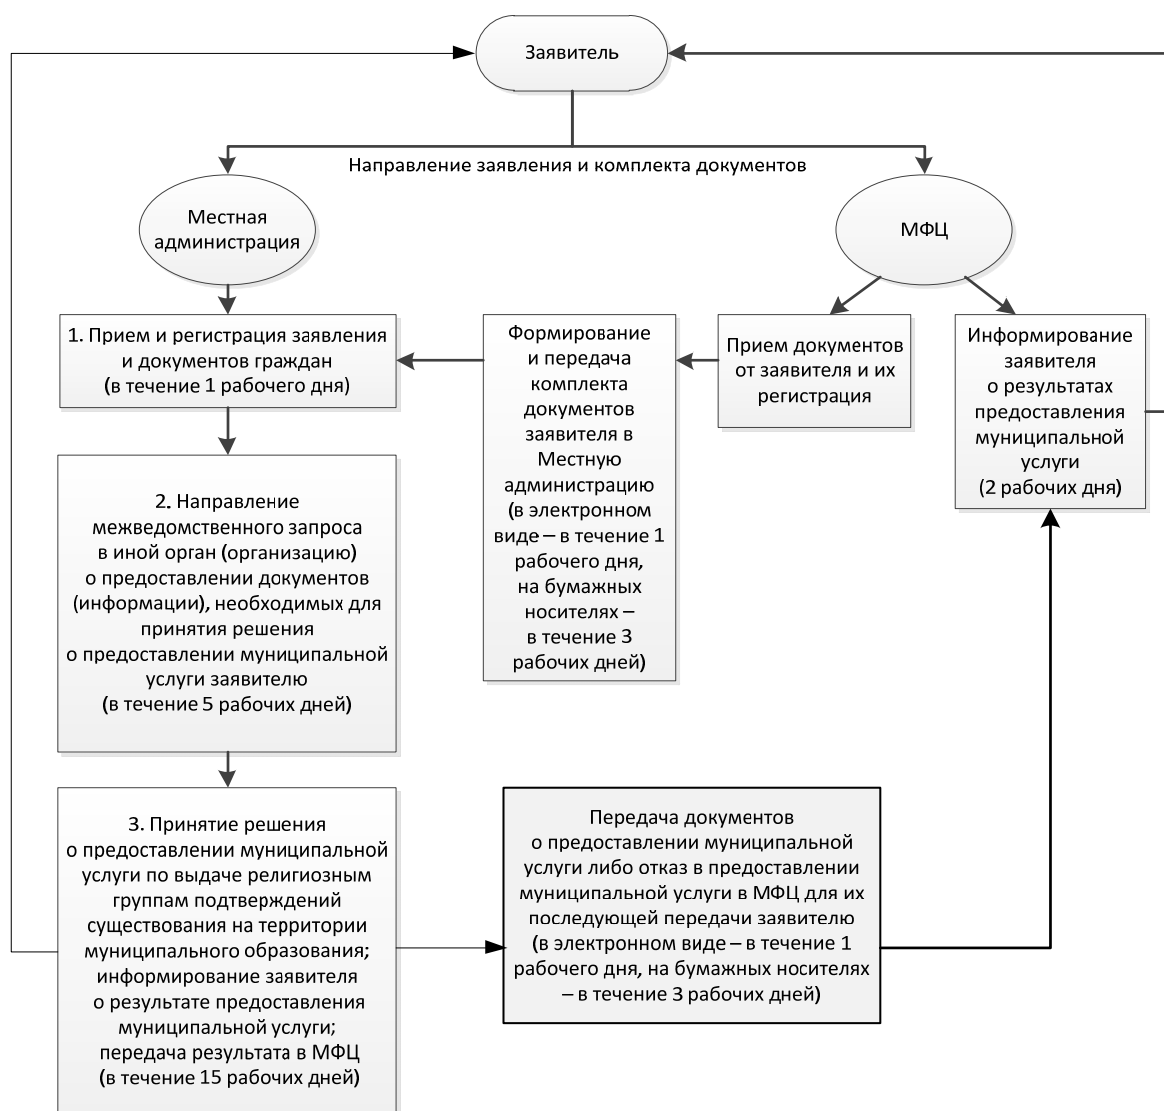 Заявитель
Направление заявления и комплекта документов
Местная
администрация
МФЦ
1. Прием и регистрация заявления
и документов граждан
(в течение 1 рабочего дня)
Формирование
и передача
комплекта
документов
заявителя в
Местную
администрацию
(в электронном
виде – в течение 1
рабочего дня,
на бумажных
носителях –
в течение 3
рабочих дней)
Прием документов
от заявителя и их
регистрация
Информирование
заявителя
о результатах
предоставления
муниципальной
услуги
(2 рабочих дня)
2. Направление
межведомственного запроса
в иной орган (организацию)
о предоставлении документов
(информации), необходимых для
принятия решения
о предоставлении муниципальной
услуги заявителю
(в течение 5 рабочих дней)
3. Принятие решения
о предоставлении муниципальной
услуги по выдаче религиозным
группам подтверждений
существования на территории
муниципального образования;
информирование заявителя
о результате предоставления
муниципальной услуги;
передача результата в МФЦ
(в течение 15 рабочих дней)
Передача документов
о предоставлении муниципальной
услуги либо отказ в предоставлении
муниципальной услуги в МФЦ для их
последующей передачи заявителю
(в электронном виде – в течение 1
рабочего дня, на бумажных носителях
– в течение 3 рабочих дней)